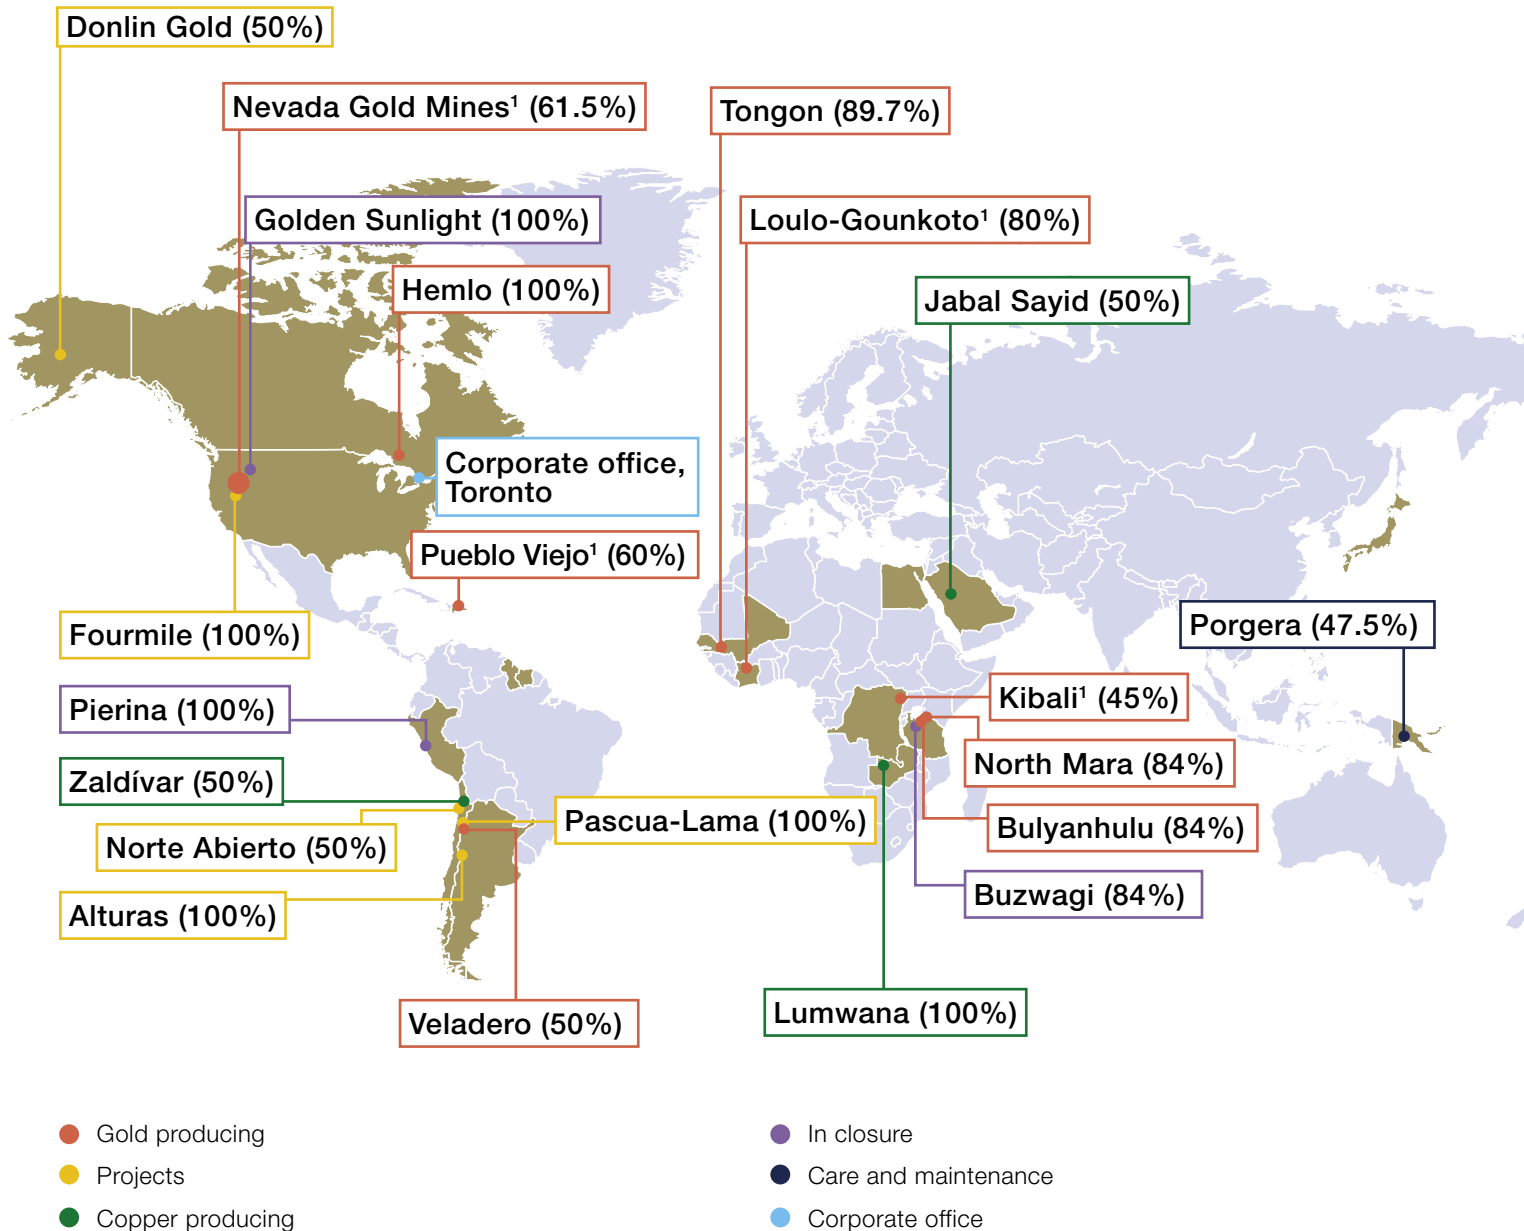 Donlin Gold (50%)
Nevada Gold Mines¹ (61.5%)
Tongon (89.7%)
Golden Sunlight (100%)
Loulo-Gounkoto¹ (80%)
Hemlo (100%)
Jabal Sayid (50%)
Corporate office,
Toronto
Pueblo Viejo¹ (60%)
Fourmile (100%)
Porgera (47.5%)
Pierina (100%)
Kibali¹ (45%)
Zaldívar (50%)
North Mara (84%)
Norte Abierto (50%)
Pascua-Lama (100%)
Bulyanhulu (84%)
Alturas (100%)
Buzwagi (84%)
Veladero (50%)
Lumwana (100%)
Gold producing
Projects
Copper producing
In closure
Care and maintenance
Corporate office